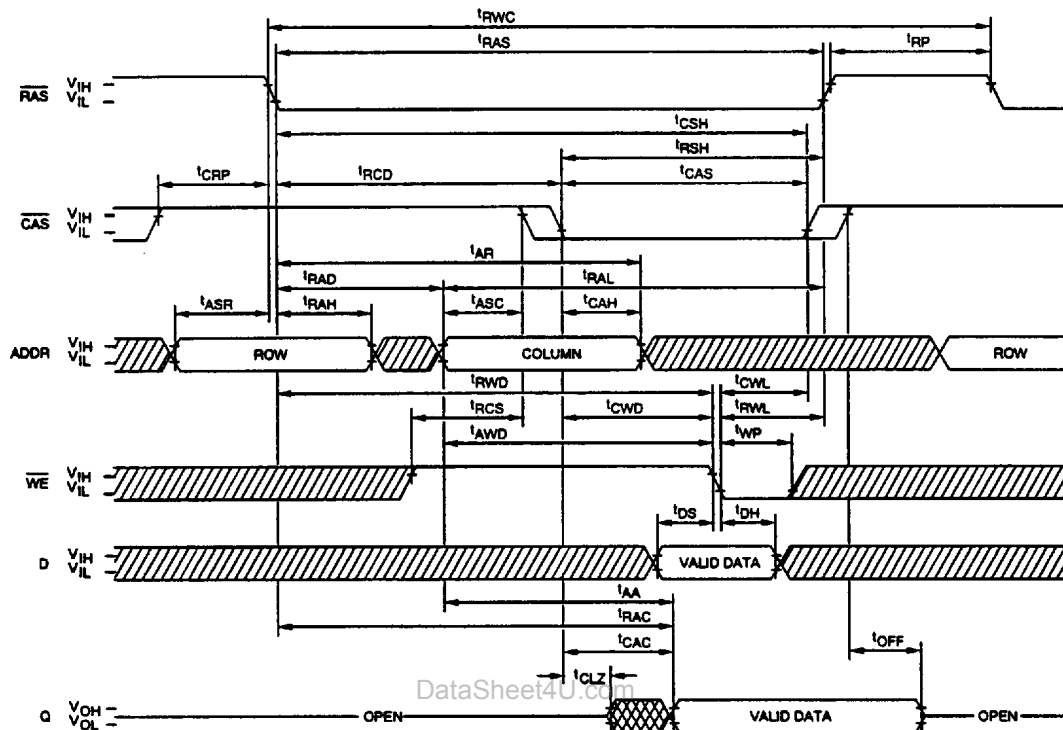 tRWC
tRAS
tRP
RAS VIH
VIL
tCSH
tRSH
tCRP
tRCD
tCAS
CAS VIH
VIL
tAR
tRAD
tRAL
tASR
tRAH
tASC
tCAH
ADDR VIH
VIL
ROW
COLUMN
ROW
tRWD
tCWL
tRCS
tCWD
tRWL
tAWD
tWP
WE VIH
VIL
tDS
tDH
D VIH
VIL
VALID DATA
tAA
tRAC
tCAC
tOFF
tCLZ
DataSheet4U.com
Q VOH
VOL
OPEN
VALID DATA
OPEN